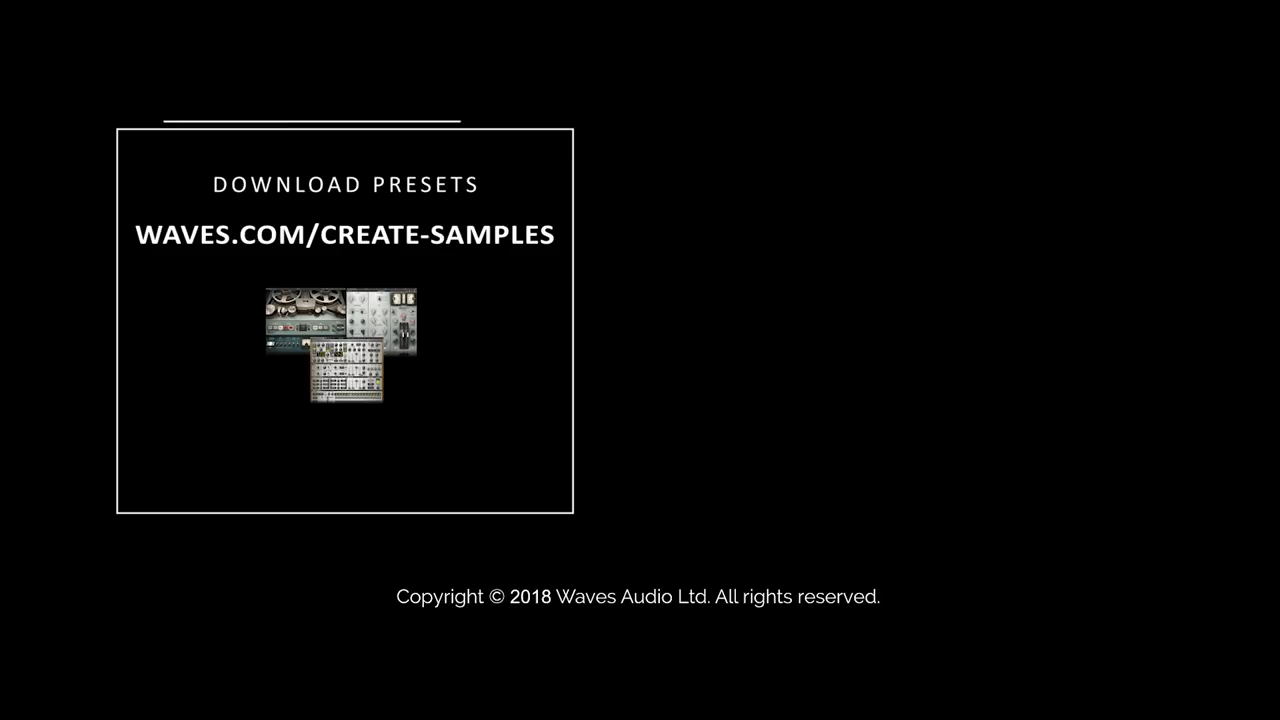 DOWNLOAD PRESETS
WAVES.COM/CREATE-SAMPLES
Copyright © 2018 Waves Audio Ltd. All rights reserved.